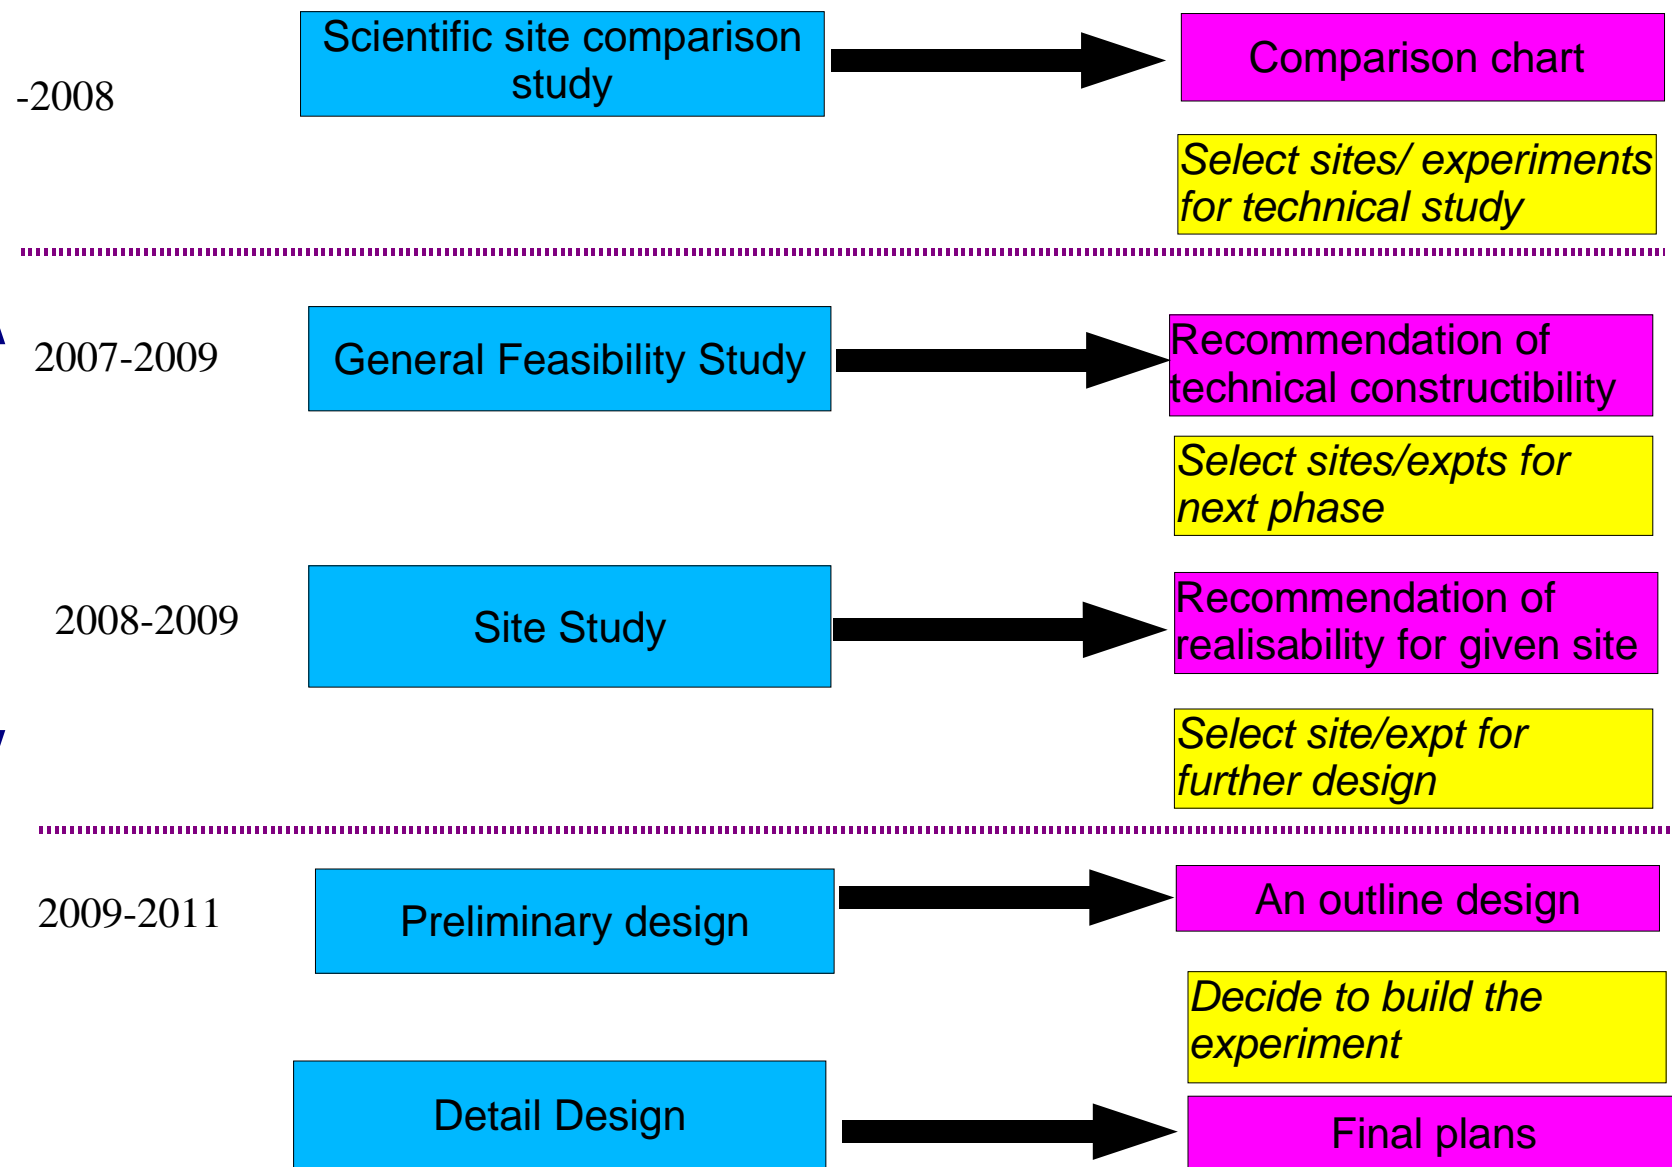 Scientific site comparison
study
Comparison chart
-2008
Select sites/ experiments
for technical study
2007-2009
General Feasibility Study
Recommendation of
technical constructibility
Select sites/expts for
next phase
2008-2009
Site Study
Recommendation of
realisability for given site
Select site/expt for
further design
2009-2011
Preliminary design
An outline design
Decide to build the
experiment
Detail Design
Final plans